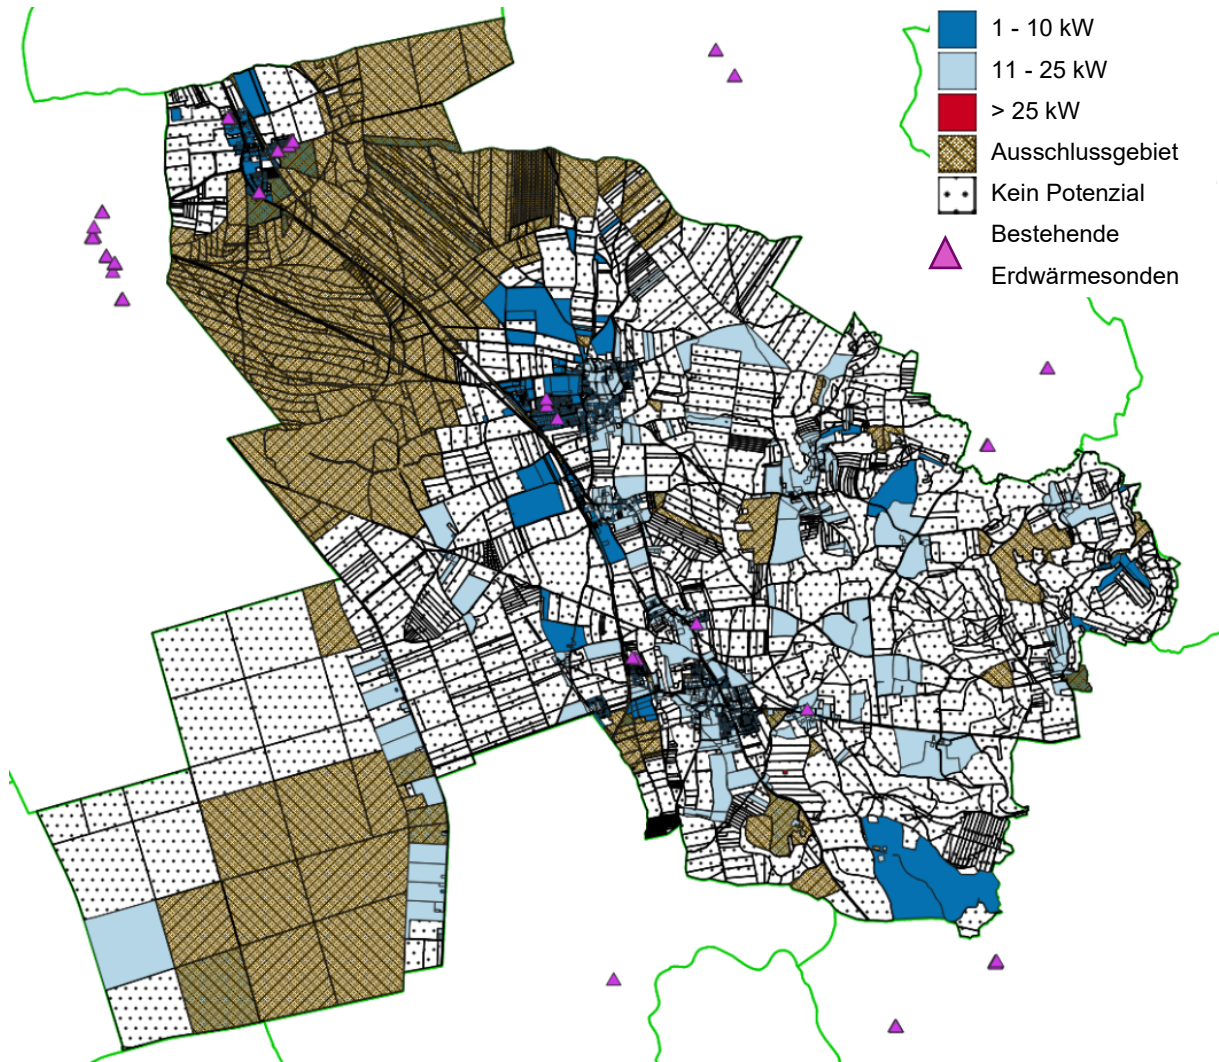 1 - 10 kW
11 - 25 kW
> 25 kW
Ausschlussgebiet
Kein Potenzial
Bestehende
Erdwärmesonden